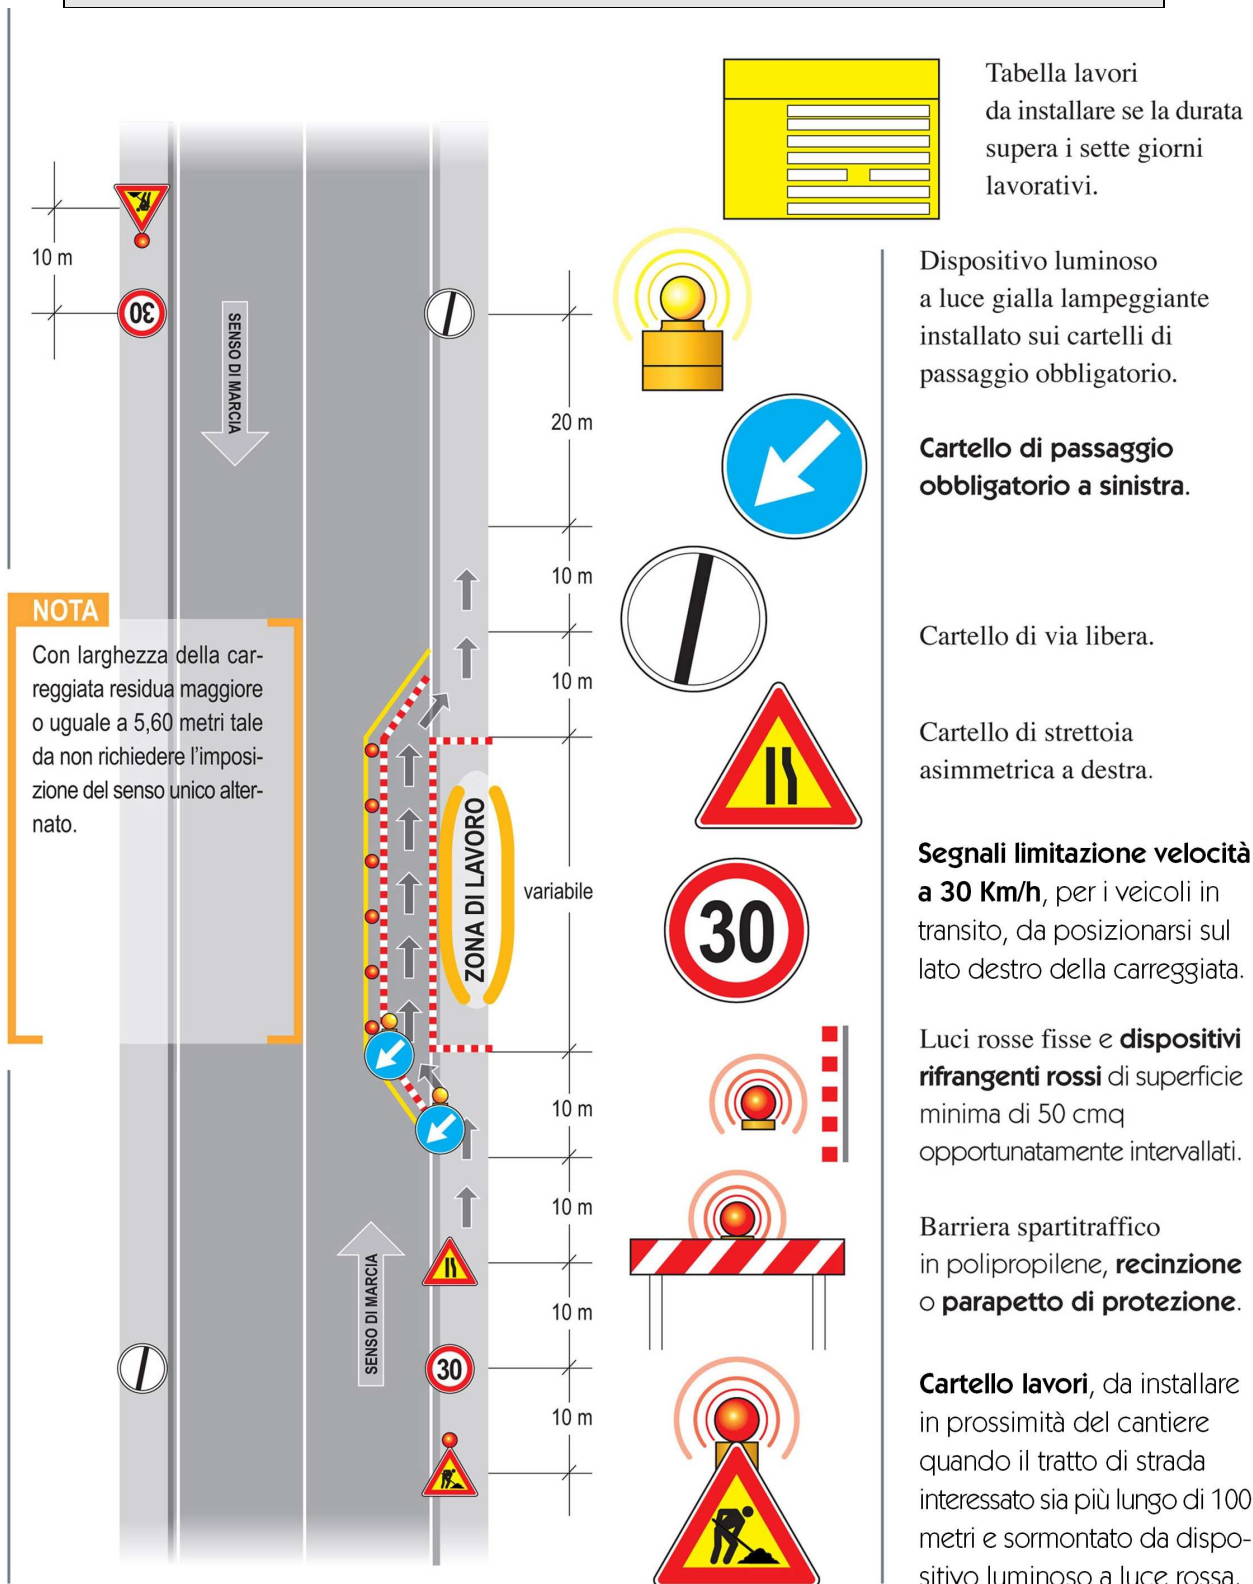 Tabella lavori
da installare se la durata
supera i sette giorni
lavorativi.
10 m
30
SENSO DI MARCIA
20 m
Dispositivo luminoso
a luce gialla lampeggiante
installato sui cartelli di
passaggio obbligatorio.
Cartello di passaggio
obbligatorio a sinistra.
10 m
NOTA
Con larghezza della car-
reggiata residua maggiore
o uguale a 5,60 metri tale
da non richiedere l'imposi-
zione del senso unico alter-
nato.
Cartello di via libera.
10 m
Cartello di strettoia
asimmetrica a destra.
ZONA DI LAVORO
variabile
Segnali limitazione velocità
a 30 Km/h, per i veicoli in
transito, da posizionarsi sul
lato destro della carreggiata.
30
Luci rosse fisse e dispositivi
rifrangenti rossi di superficie
minima di 50 cmq
opportunatamente intervallati.
10 m
10 m
SENSO DI MARCIA
10 m
Barriera spartitraffico
in polipropilene, recinzione
o parapetto di protezione.
30
10 m
Cartello lavori, da installare
in prossimità del cantiere
quando il tratto di strada
interessato sia più lungo di 100
metri e sormontato da dispo-
sitivo luminoso a luce rossa.